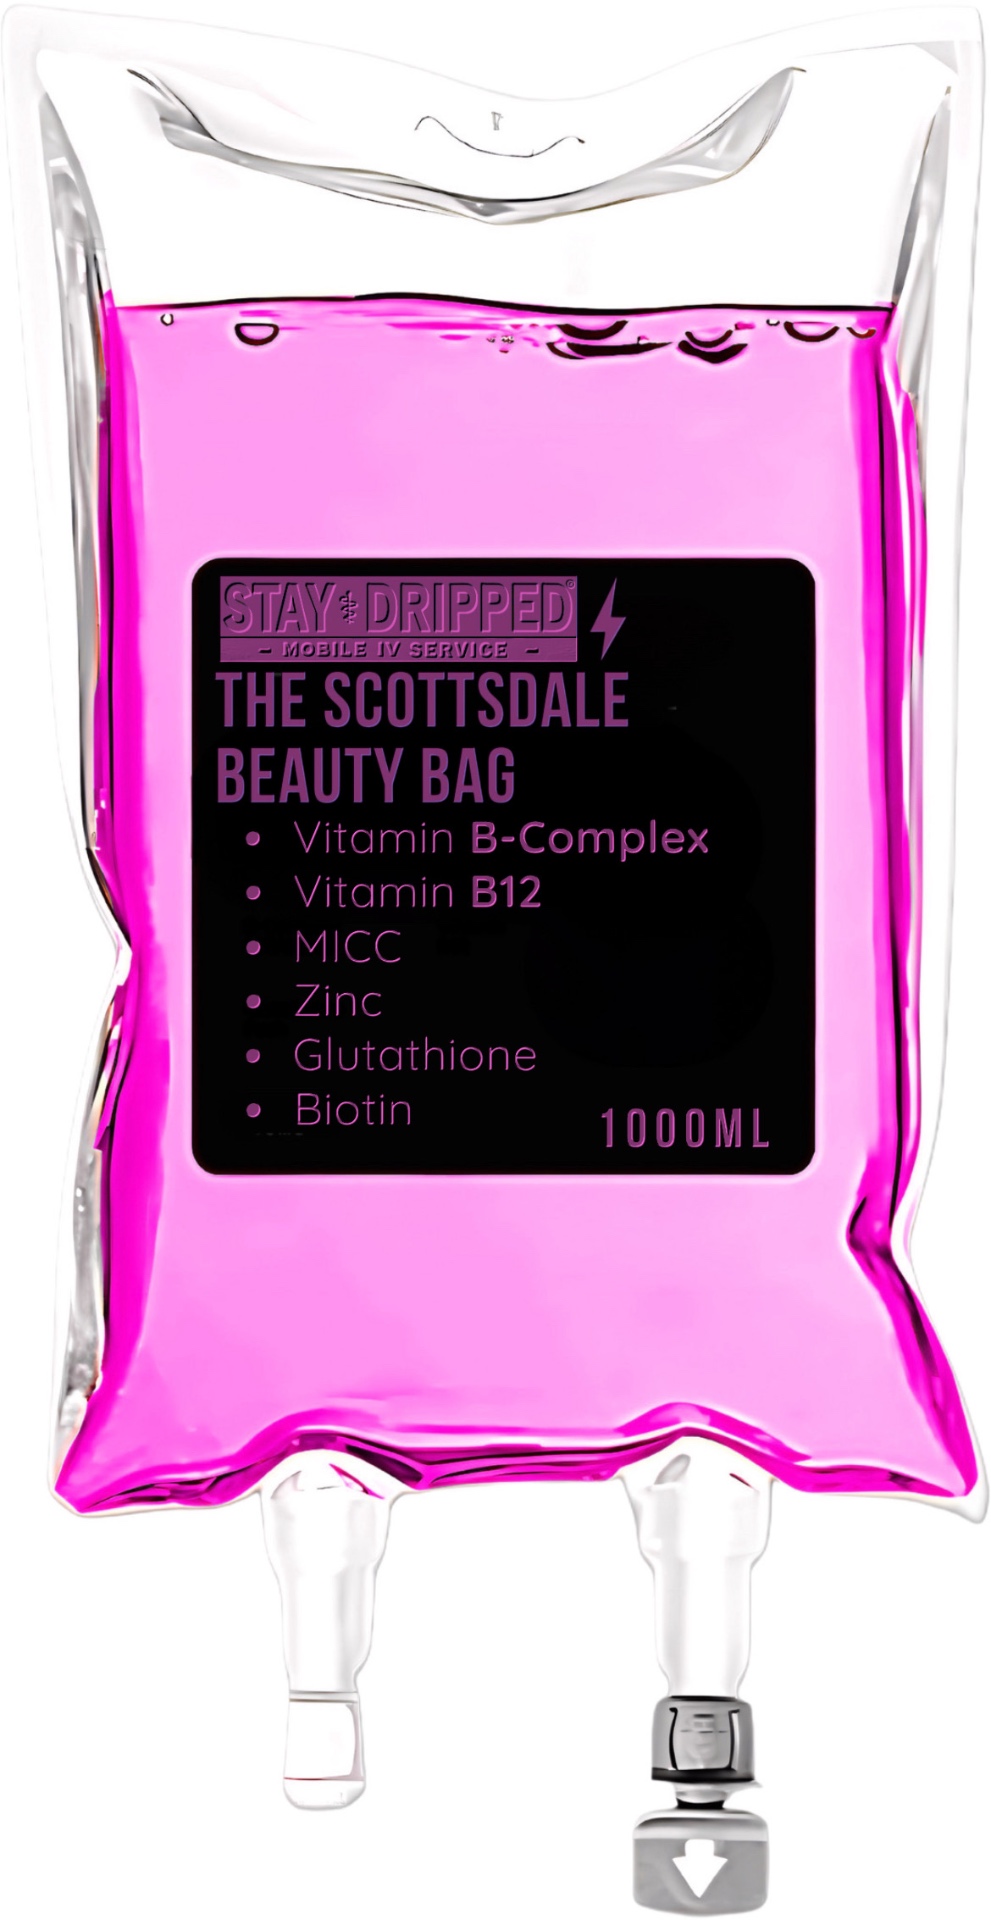 STAY DRIPPED®
- MOBILE IV SERVICE -
THE SCOTTSDALE
BEAUTY BAG
• Vitamin B-Complex
• Vitamin B12
• MICC
• Zinc
• Glutathione
• Biotin
1000ML